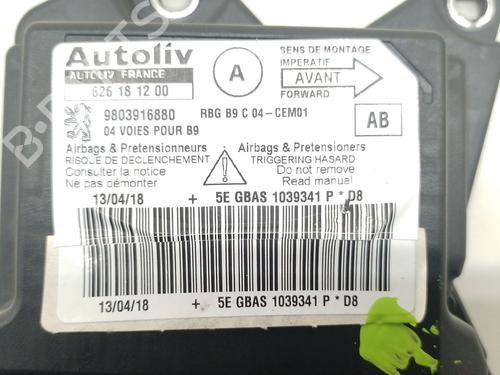 Autoliv
AUTOLIV FRANCE
626 18 12 00
A
SENS DE MONTAGE
IMPERATIF
AVANT
FORWARD
9803916880
RBG B9 C 04-CEM01
04 VOIES POUR B9
AB
Airbags & Pretensionneurs
RISQUE DE DECLENCHEMENT
Consulter la notice
Ne pas démonter
Airbags & Pretensioners
TRIGGERING HASARD
Do not remove
Read manual
13/04/18 + 5E GBAS 1039341 P * D8
13/04/18 + 5E GBAS 1039341 P * D8